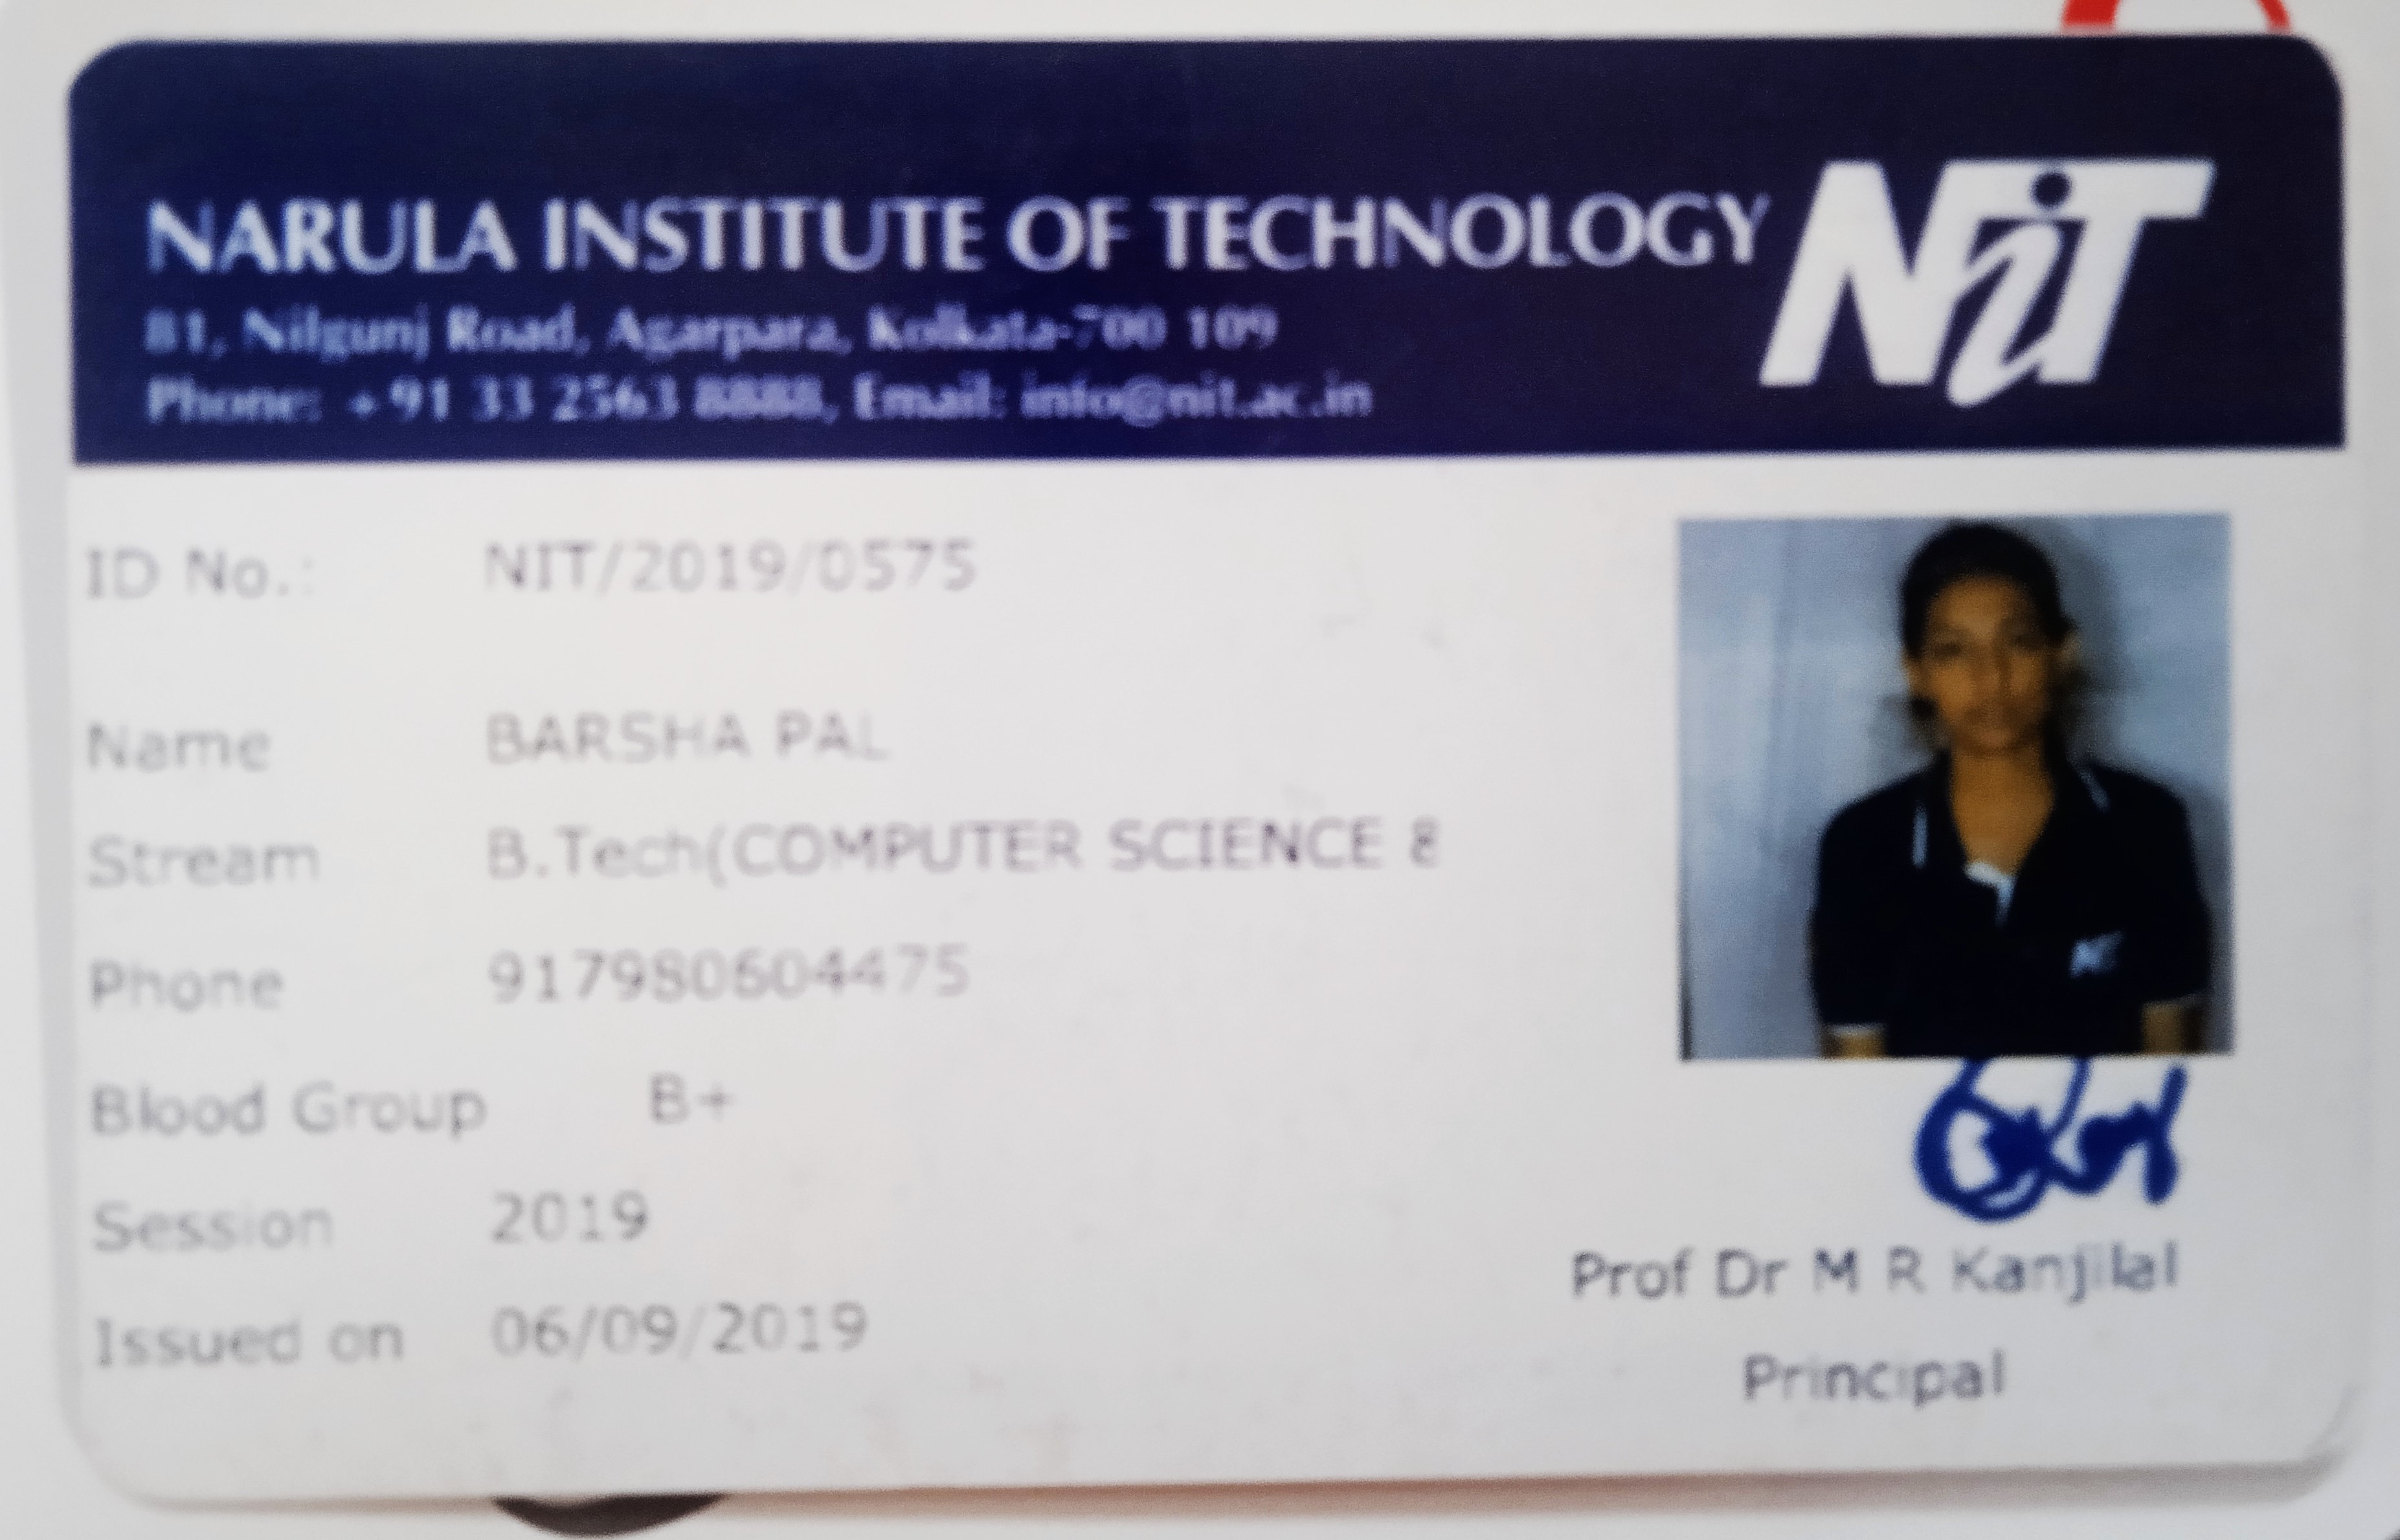 NARULA INSTITUTE OF TECHNOLOGY
NiT
81, Nilgunj Road, Agarpara, Kolkata-700 109
Phone: +91 33 2563 8888, Email: info@nit.ac.in
ID No.: NIT/2019/0575
Name BARSHA PAL
Stream B.Tech(COMPUTER SCIENCE &
Phone 917980604475
Blood Group B+
Session 2019
Issued on 06/09/2019
Prof Dr M R Kanjilal
Principal